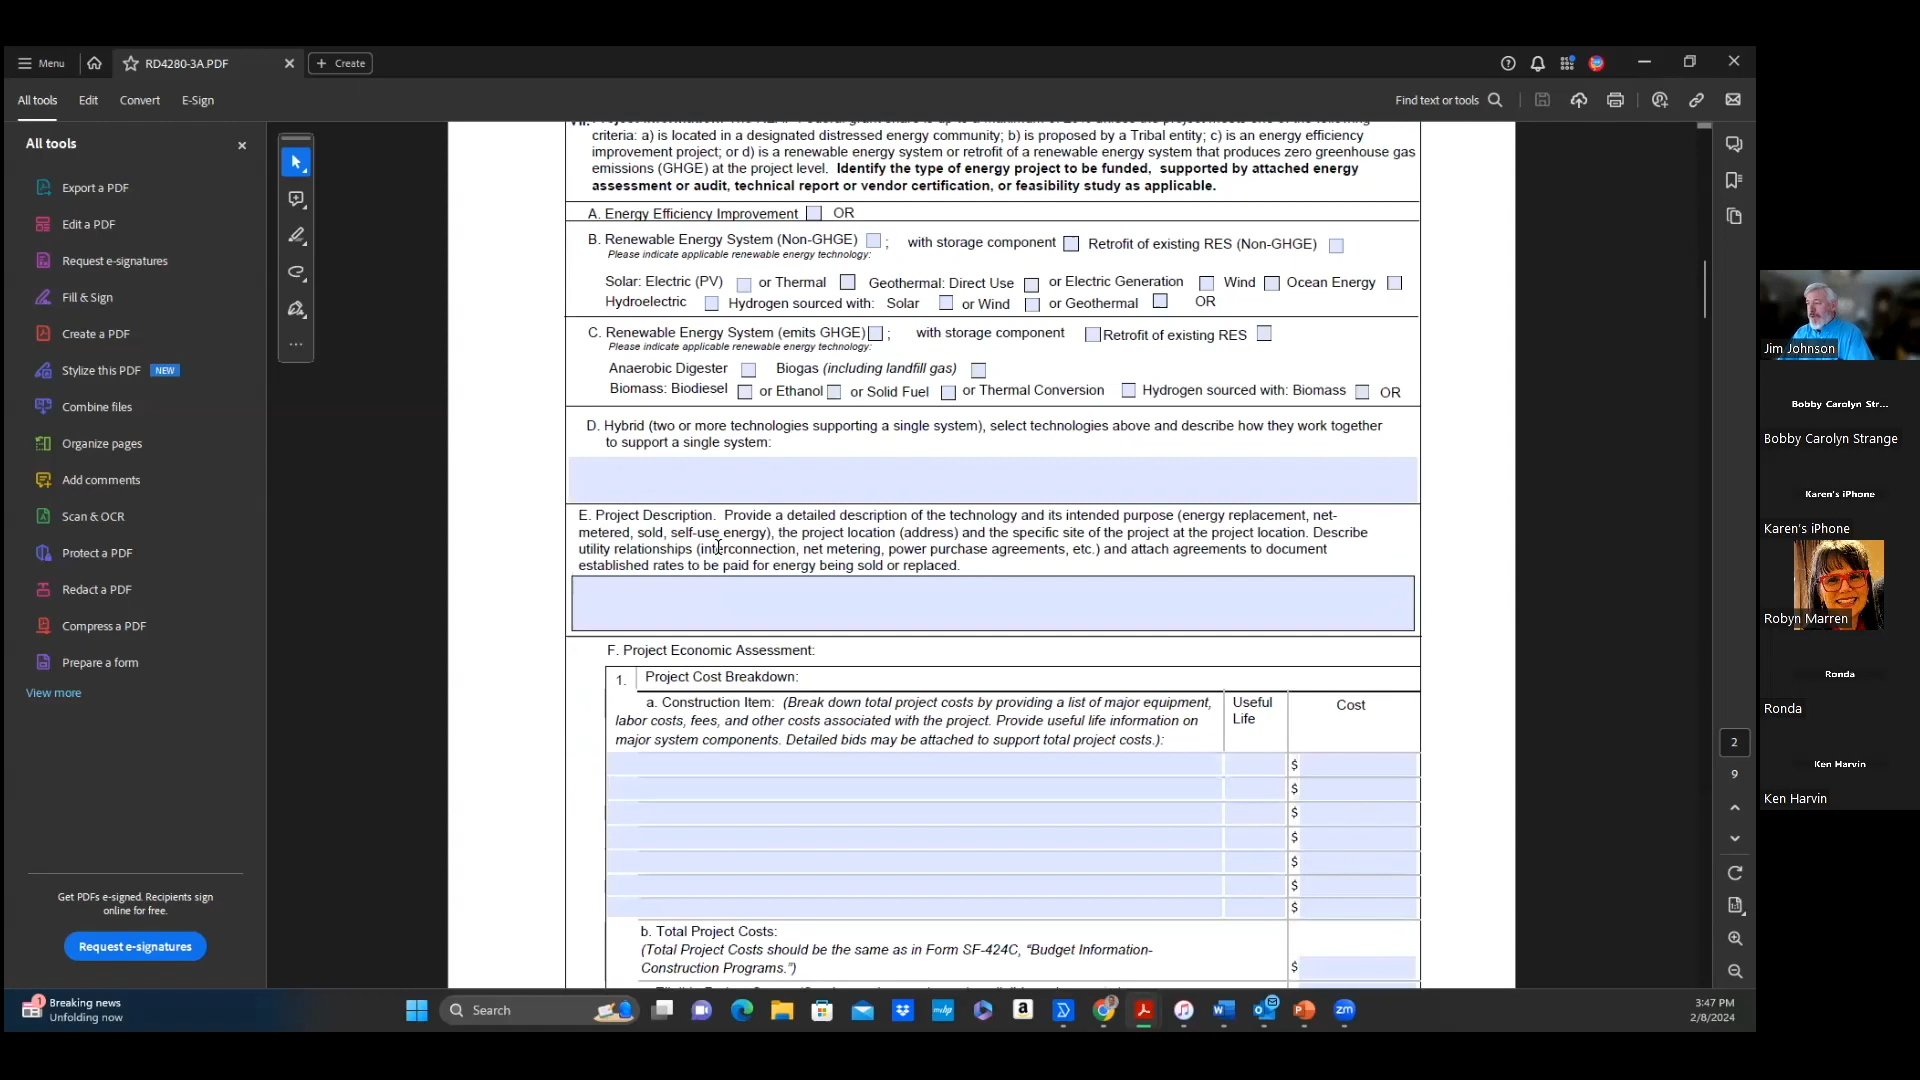 Menu
RD4280-3A.PDF
Create
All tools
Edit
Convert
E-Sign
Find text or tools
All tools
Export a PDF
Edit a PDF
Request e-signatures
Fill & Sign
Create a PDF
Stylize this PDF NEW
Combine files
Organize pages
Add comments
Scan & OCR
Protect a PDF
Redact a PDF
Compress a PDF
Prepare a form
View more
Get PDFs e-signed. Recipients sign
online for free.
Request e-signatures
criteria: a) is located in a designated distressed energy community; b) is proposed by a Tribal entity; c) is an energy efficiency
improvement project; or d) is a renewable energy system or retrofit of a renewable energy system that produces zero greenhouse gas
emissions (GHGE) at the project level. Identify the type of energy project to be funded, supported by attached energy
assessment or audit, technical report or vendor certification, or feasibility study as applicable.
A. Energy Efficiency Improvement OR
B. Renewable Energy System (Non-GHGE) ; with storage component Retrofit of existing RES (Non-GHGE)
Please indicate applicable renewable energy technology:
Solar: Electric (PV) or Thermal Geothermal: Direct Use or Electric Generation Wind Ocean Energy
Hydroelectric Hydrogen sourced with: Solar or Wind or Geothermal OR
C. Renewable Energy System (emits GHGE) ; with storage component Retrofit of existing RES
Please indicate applicable renewable energy technology:
Anaerobic Digester Biogas (including landfill gas)
Biomass: Biodiesel or Ethanol or Solid Fuel or Thermal Conversion Hydrogen sourced with: Biomass OR
D. Hybrid (two or more technologies supporting a single system), select technologies above and describe how they work together
to support a single system:
E. Project Description. Provide a detailed description of the technology and its intended purpose (energy replacement, net-
metered, sold, self-use energy), the project location (address) and the specific site of the project at the project location. Describe
utility relationships (interconnection, net metering, power purchase agreements, etc.) and attach agreements to document
established rates to be paid for energy being sold or replaced.
F. Project Economic Assessment:
1. Project Cost Breakdown:
a. Construction Item: (Break down total project costs by providing a list of major equipment,
labor costs, fees, and other costs associated with the project. Provide useful life information on
major system components. Detailed bids may be attached to support total project costs.):
Useful
Life
Cost
$
$
$
$
$
$
$
b. Total Project Costs:
(Total Project Costs should be the same as in Form SF-424C, “Budget Information-
Construction Programs.”)
$
2
9
Jim Johnson
Bobby Carolyn Str...
Bobby Carolyn Strange
Karen's iPhone
Karen's iPhone
Robyn Marren
Ronda
Ronda
Ken Harvin
Ken Harvin
1
Breaking news
Unfolding now
Search
myhp
a
zm
3:47 PM
2/8/2024